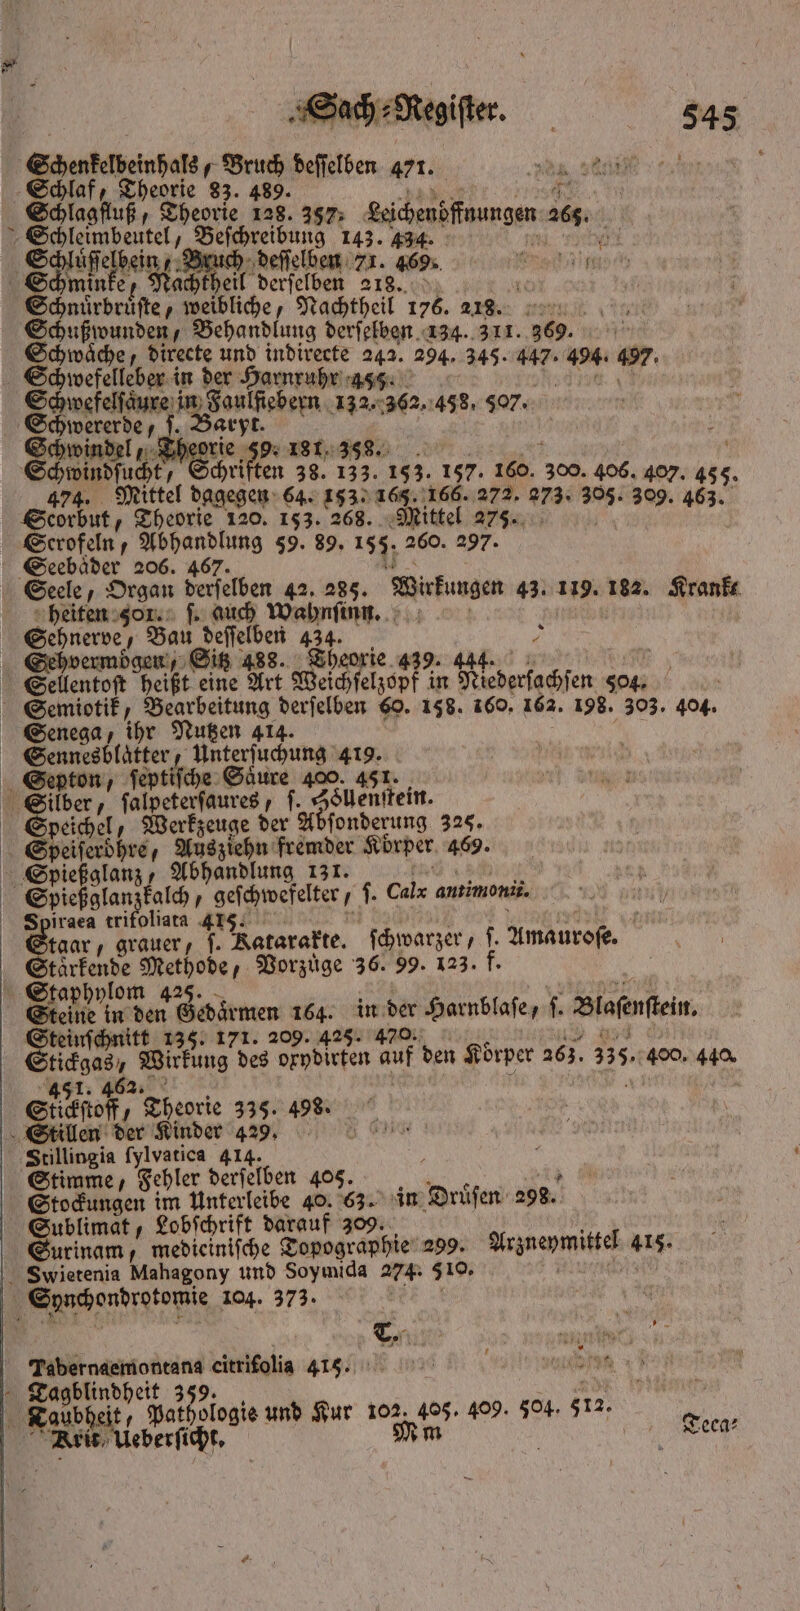 Sach-Regiſter. 545
Schenkelbeinhals, Bruch deſſelben 471.
Schlaf, Theorie 83. 489.
Schlagfluß, Theorie 128. 357. Leichenöffnungen 265.
Schleimbeutel, Beſchreibung 143. 434.
Schlüſſelbein, Bruch deſſelben 71. 469.
Schminke, Nachtheil derſelben 218.
Schnürbrüſte, weibliche, Nachtheil 176. 218.
Schußwunden, Behandlung derſelben 134. 311. 369.
Schwäche, directe und indirecte 242. 294. 345. 447. 494. 497.
Schwefelleber in der Harnruhr 455.
Schwefelſäure in Faulfiebern 132. 362. 458. 507.
Schwererde, ſ. Baryt.
Schwindel, Theorie 59. 181. 358.
Schwindſucht, Schriften 38. 133. 153. 157. 160. 300. 406. 407. 455.
474. Mittel dagegen 64. 153. 165. 166. 272. 273. 305. 309. 463.
Scorbut, Theorie 120. 153. 268. Mittel 275.
Scrofeln, Abhandlung 59. 89. 155. 260. 297.
Seebäder 206. 467.
Seele, Organ derſelben 42. 285. Wirkungen 43. 119. 182. Krank-
heiten 501. ſ. auch Wahnſinn.
Sehnerve, Bau deſſelben 434.
Sehvermögen, Sitz 488. Theorie 439. 444.
Sellentoſt heißt eine Art Weichſelzopf in Niederſachſen 504.
Semiotik, Bearbeitung derſelben 60. 158. 160. 162. 198. 303. 404.
Senega, ihr Nutzen 414.
Sennesblätter, Unterſuchung 419.
Septon, ſeptiſche Säure 400. 451.
Silber, ſalpeterſaures, ſ. Höllenſtein.
Speichel, Werkzeuge der Abſonderung 325.
Speiſeröhre, Ausziehn fremder Körper 469.
Spießglanz, Abhandlung 131.
Spießglanzkalch, geſchwefelter, ſ. Calx antimonii.
Spiraea trifoliata 415.
Staar, grauer, ſ. Katarakte. ſchwarzer, ſ. Amauroſe.
Stärkende Methode, Vorzüge 36. 99. 123. f.
Staphylom 425.
Steine in den Gedärmen 164. in der Harnblaſe, ſ. Blaſenſtein.
Steinſchnitt 135. 171. 209. 425. 470.
Stickgas, Wirkung des oxydirten auf den Körper 263. 335. 400. 440.
451. 462.
Stickſtoff, Theorie 335. 498.
Stillen der Kinder 429.
Stillingia ſylvatica 414.
Stimme, Fehler derſelben 405.
Stockungen im Unterleibe 40. 63. in Drüſen 298.
Sublimat, Lobſchrift darauf 309.
Surinam, mediciniſche Topographie 299. Arzneymittel 415.
Swietenia Mahagony und Soymida 274. 510.
Synchondrotomie 104. 373.
T.
Tabernaemontana citrifolia 415.
Tagblindheit 359.
Taubheit, Pathologie und Kur 102. 405. 409. 504. 512.
Krit. Ueberſicht. M m Teca-